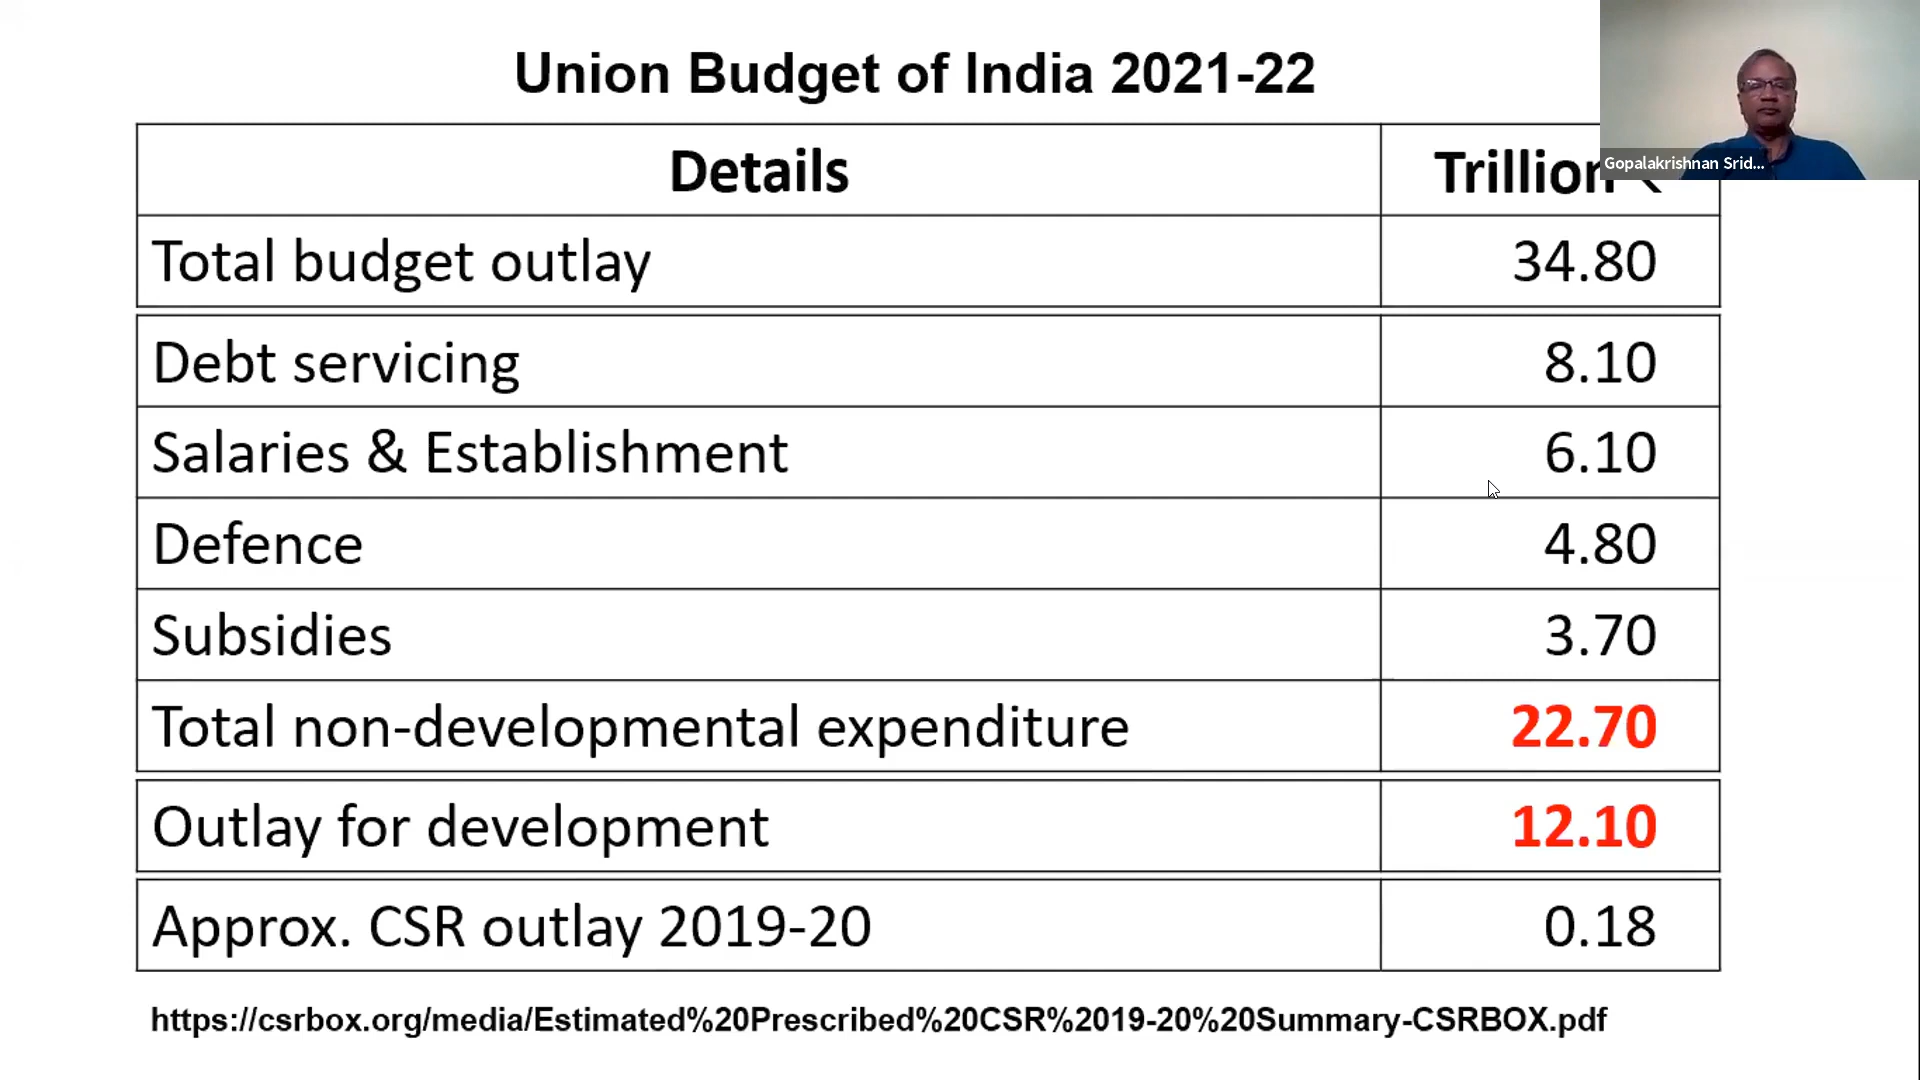 Union Budget of India 2021-22
Gopalakrishnan Srid...
Details Trillion
Total budget outlay 34.80
Debt servicing 8.10
Salaries & Establishment 6.10
Defence 4.80
Subsidies 3.70
Total non-developmental expenditure 22.70
Outlay for development 12.10
Approx. CSR outlay 2019-20 0.18
https://csrbox.org/media/Estimated%20Prescribed%20CSR%2019-20%20Summary-CSRBOX.pdf